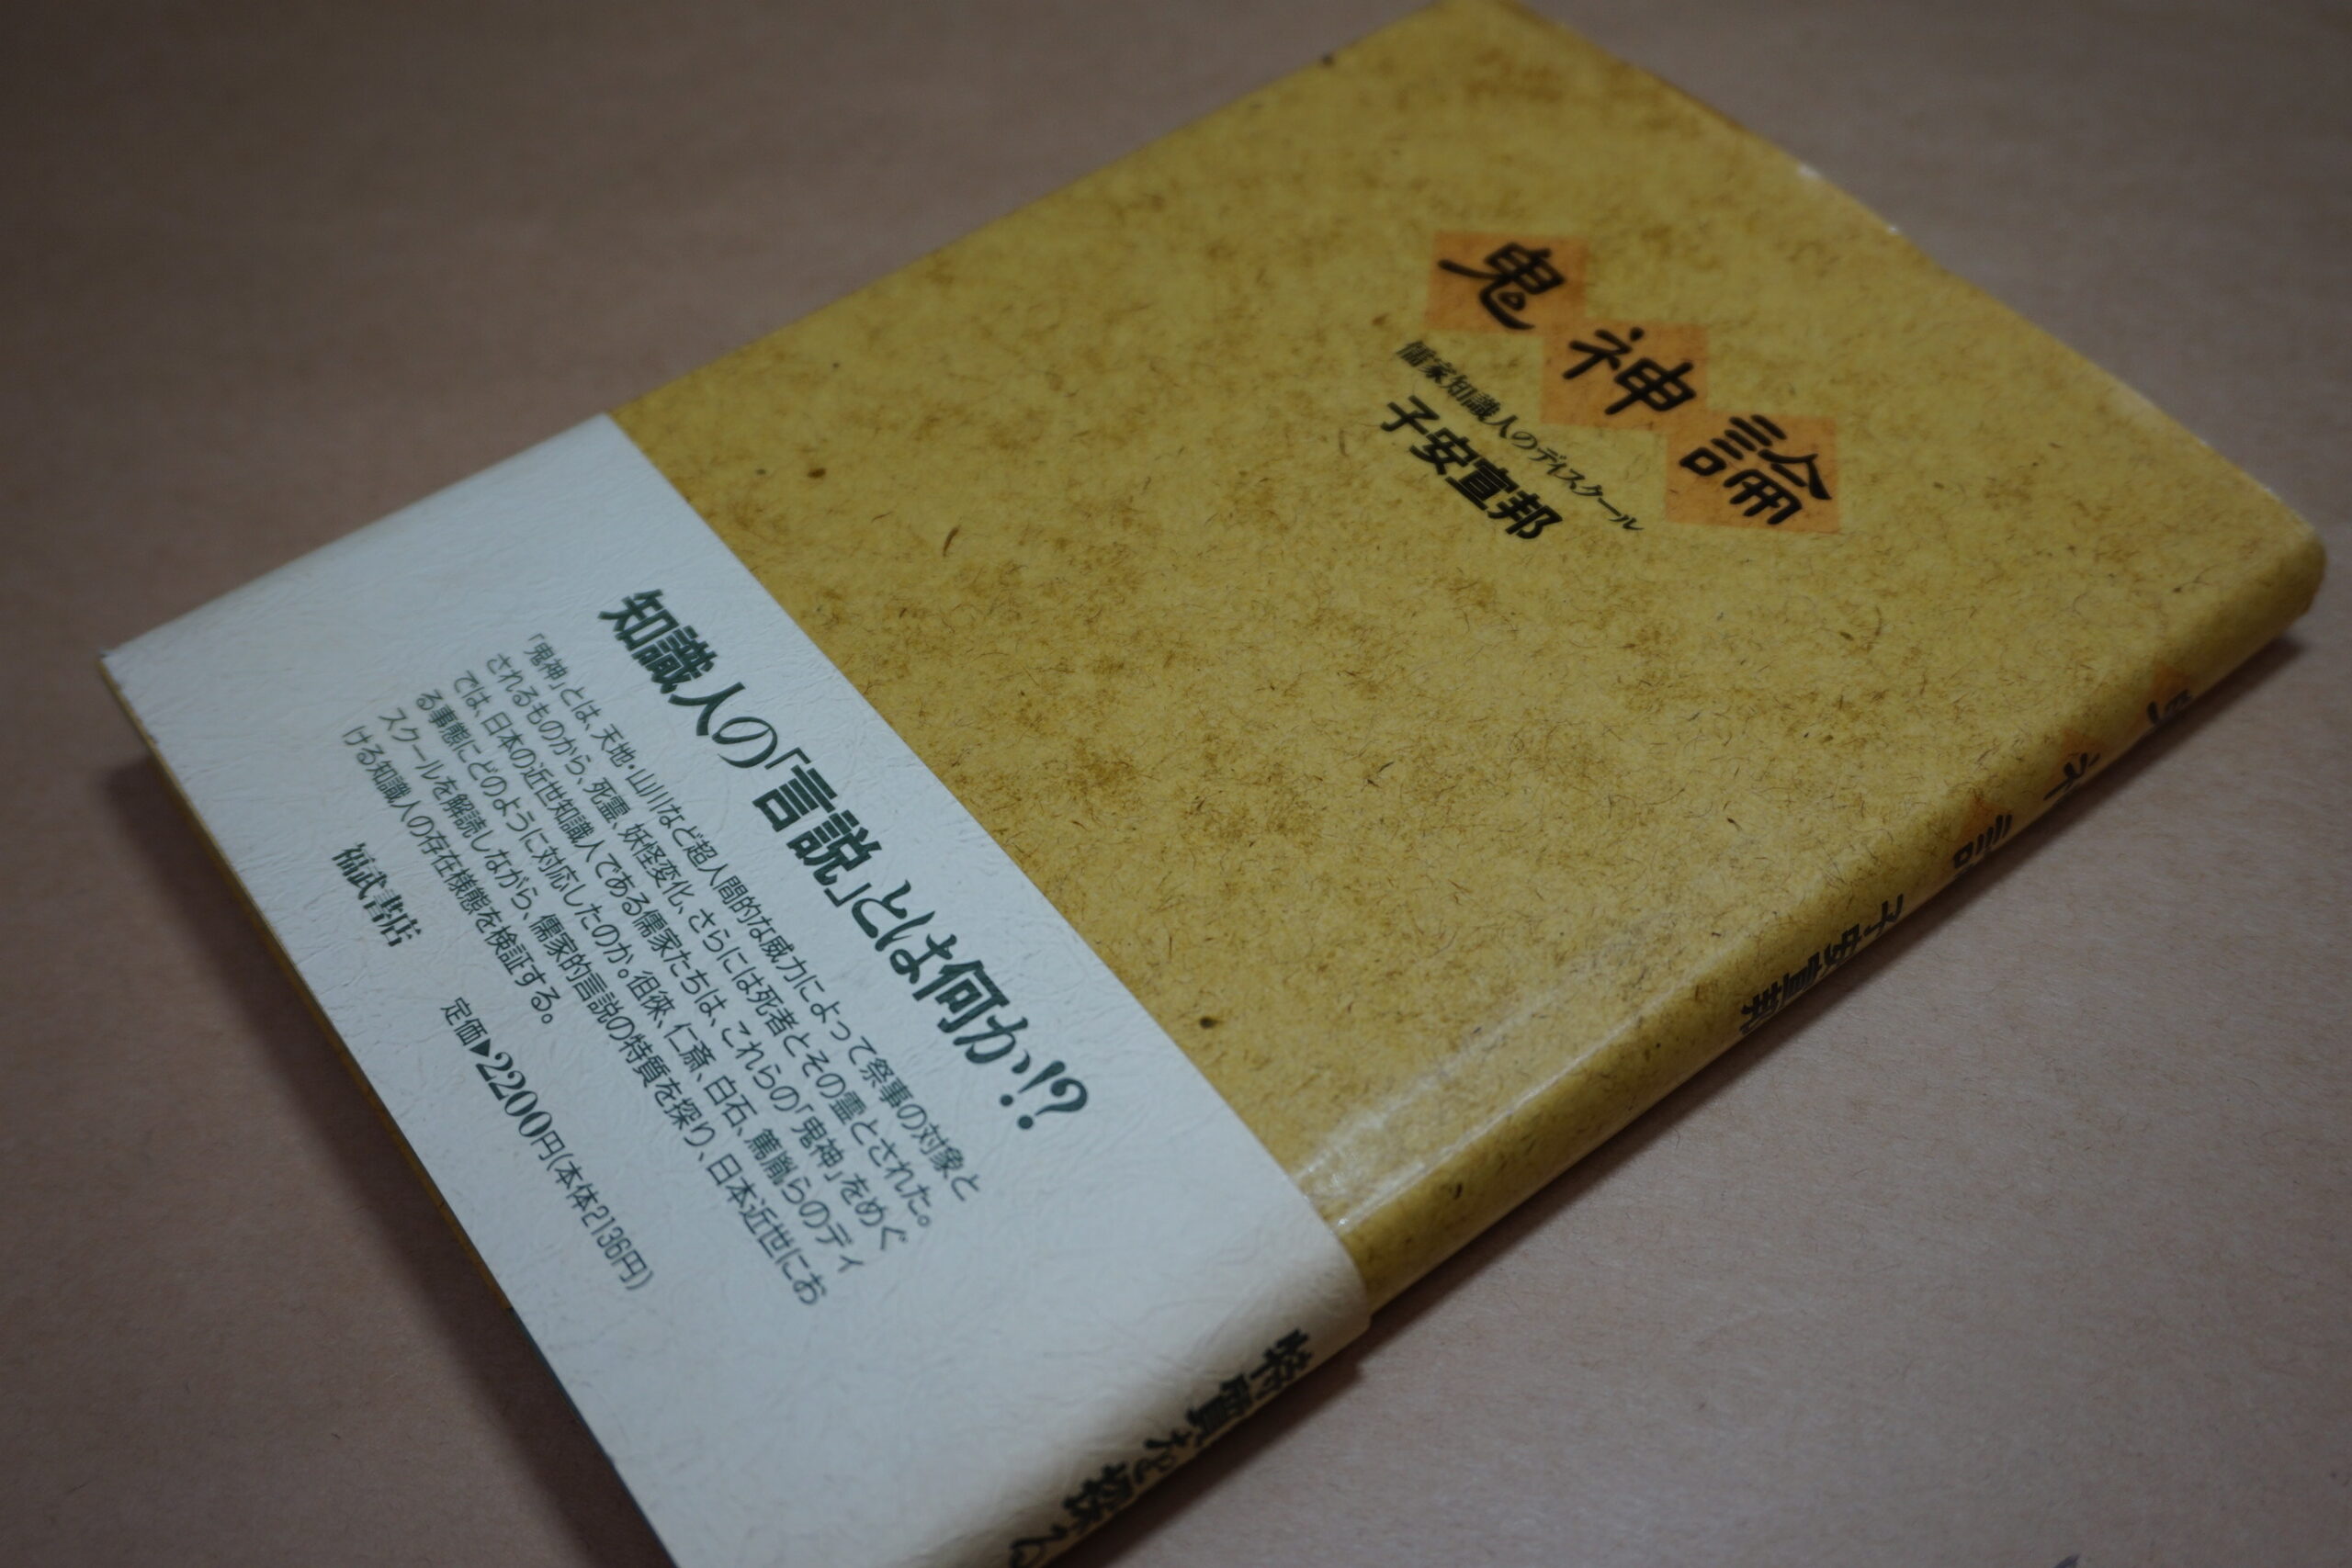 鬼神論
儒家知識人のディスクール
子安宣邦
知識人の「言説」とは何か!?
「鬼神」とは、天地・山川など超人間的な威力によって祭事の対象と
されるものから、死霊、妖怪変化、さらには死者とその霊とされた。
では、日本の近世知識人である儒家たちは、これらの「鬼神」をめぐ
る事態にどのように対応したのか。徂徠、仁斎、白石、篤胤らのディ
スクールを解読しながら、儒家的言説の特質を探り、日本近世にお
ける知識人の存在様態を検証する。
福武書店
定価▶2200円(本体2136円)
子安宣邦
特質を探る